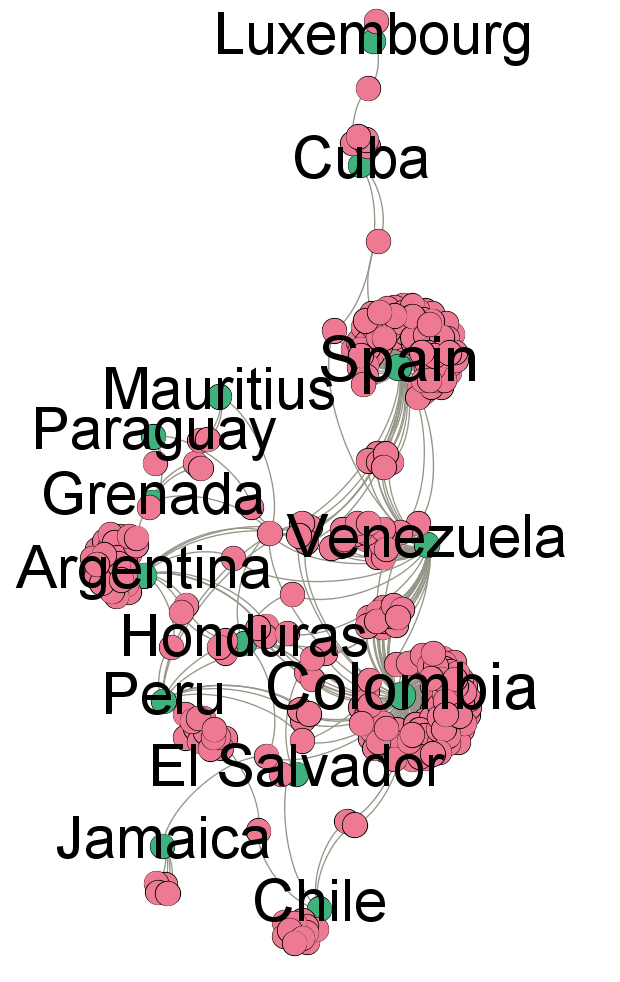 Luxembourg
Cuba
Spain
Mauritius
Paraguay
Grenada
Venezuela
Argentina
Honduras
Peru
Colombia
El Salvador
Jamaica
Chile